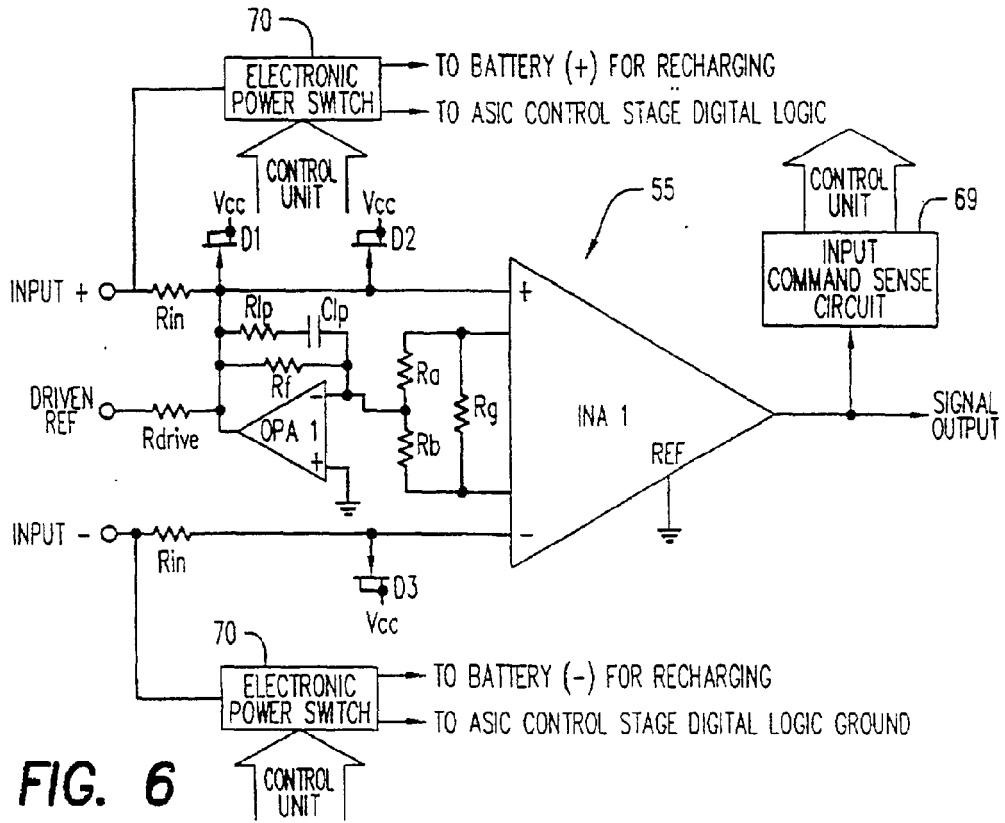 70
ELECTRONIC
POWER SWITCH
TO BATTERY (+) FOR RECHARGING
TO ASIC CONTROL STAGE DIGITAL LOGIC
CONTROL
UNIT
CONTROL
UNIT
69
INPUT
COMMAND SENSE
CIRCUIT
55
Vcc
D1
Vcc
D2
INPUT +
Rin
Rlp
Clp
Rf
DRIVEN
REF
Rdrive
OPA 1
-
+
Ra
Rb
Rg
+
-
INA 1
REF
SIGNAL
OUTPUT
INPUT -
Rin
D3
Vcc
70
ELECTRONIC
POWER SWITCH
TO BATTERY (-) FOR RECHARGING
TO ASIC CONTROL STAGE DIGITAL LOGIC GROUND
CONTROL
UNIT
FIG. 6